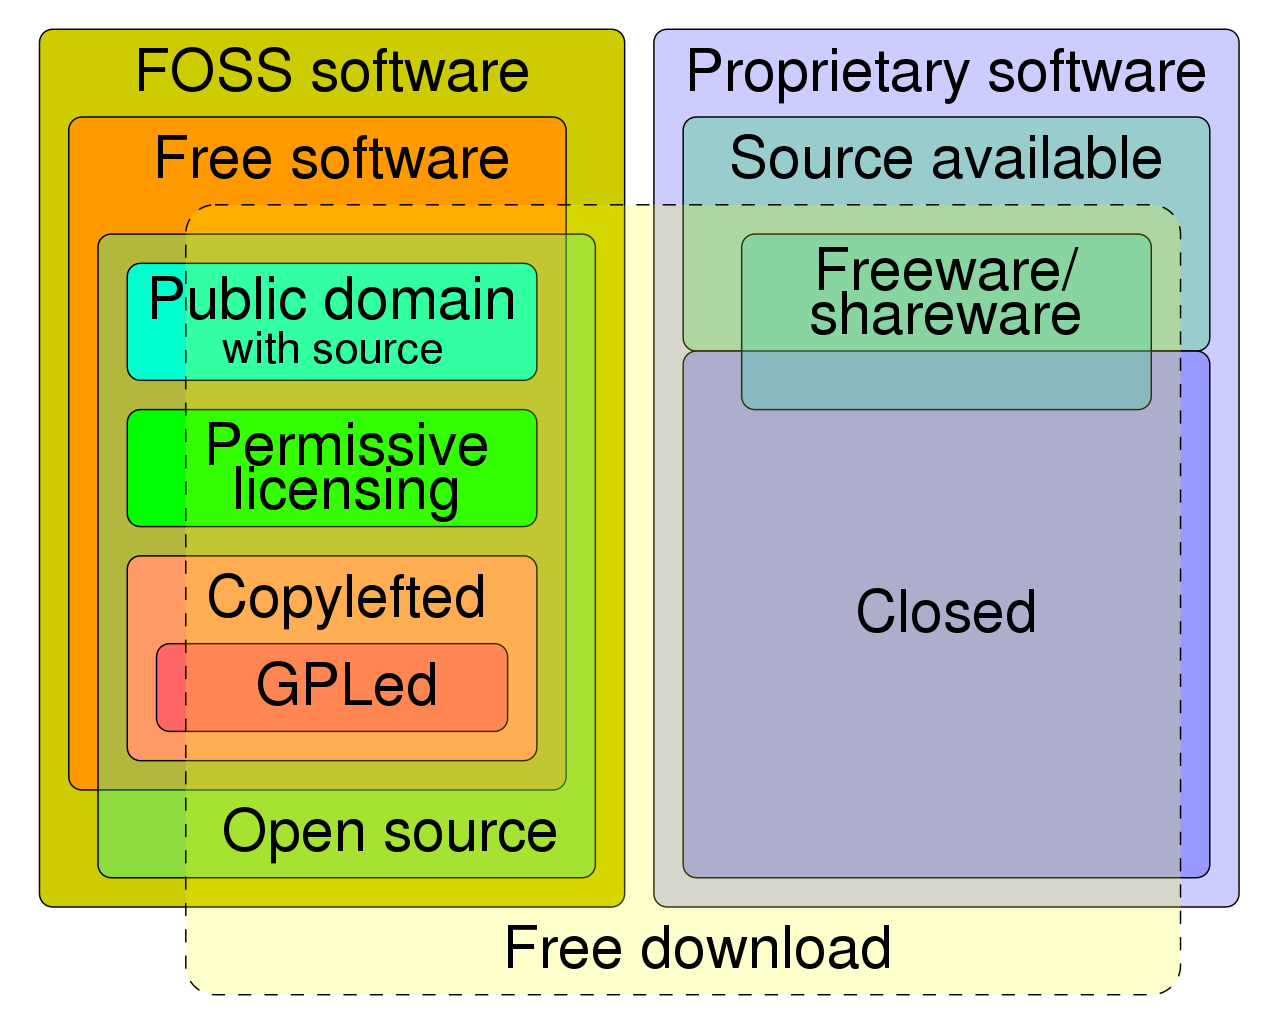 FOSS software
Free software
Public domain
with source
Permissive
licensing
Copylefted
GPLed
Open source
Proprietary software
Source available
Freeware/
shareware
Closed
Free download